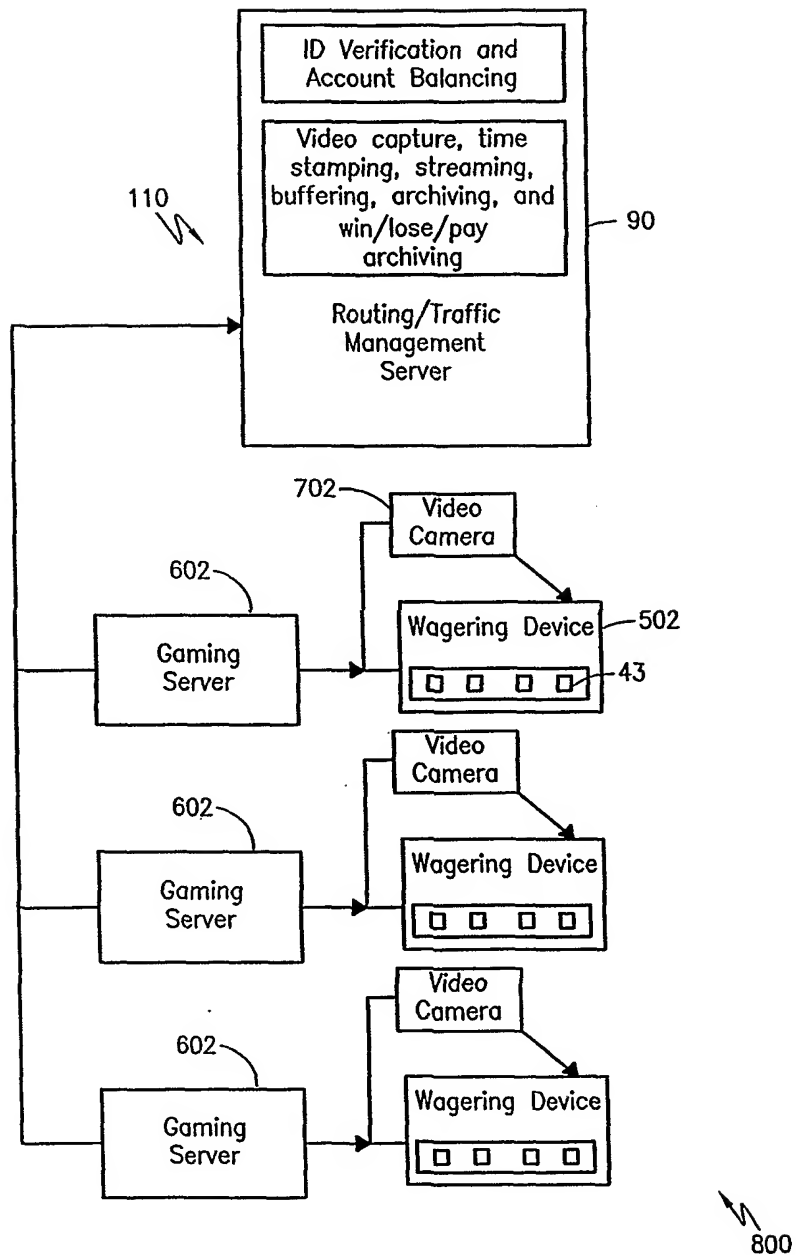 ID Verification and
Account Balancing
Video capture, time
stamping, streaming,
buffering, archiving, and
win/lose/pay
archiving
110
90
Routing/Traffic
Management
Server
702
Video
Camera
602
Gaming
Server
Wagering Device
502
43
Video
Camera
602
Gaming
Server
Wagering Device
Video
Camera
602
Gaming
Server
Wagering Device
800